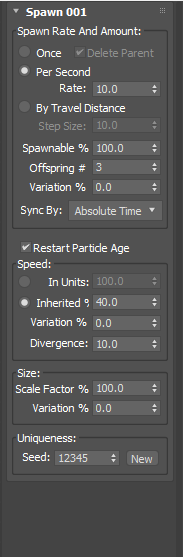 Spawn 001
Spawn Rate And Amount:
Once Delete Parent
Per Second
Rate: 10.0
By Travel Distance
Step Size: 10.0
Spawnable % 100.0
Offspring # 3
Variation % 0.0
Sync By: Absolute Time
Restart Particle Age
Speed:
In Units: 100.0
Inherited % 40.0
Variation % 0.0
Divergence: 10.0
Size:
Scale Factor % 100.0
Variation % 0.0
Uniqueness:
Seed: 12345 New